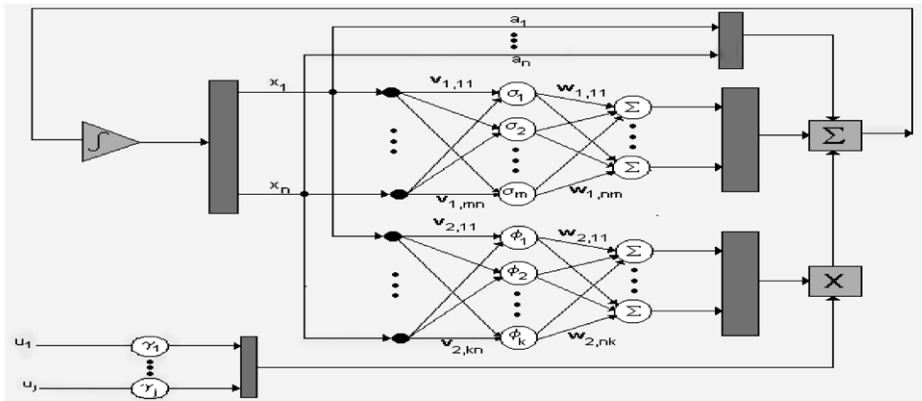 a1
an
x1
v1,11
σ1
w1,11
Σ
σ2
∫
Σ
Σ
xn
v1,mn
σm
w1,nm
v2,11
ϕ1
w2,11
Σ
ϕ2
X
Σ
u1
γ1
v2,kn
ϕk
w2,nk
uj
γj